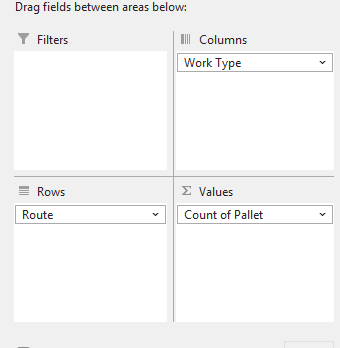 Drag fields between areas below:
Filters
Columns
Work Type
Rows
Values
Route
Count of Pallet